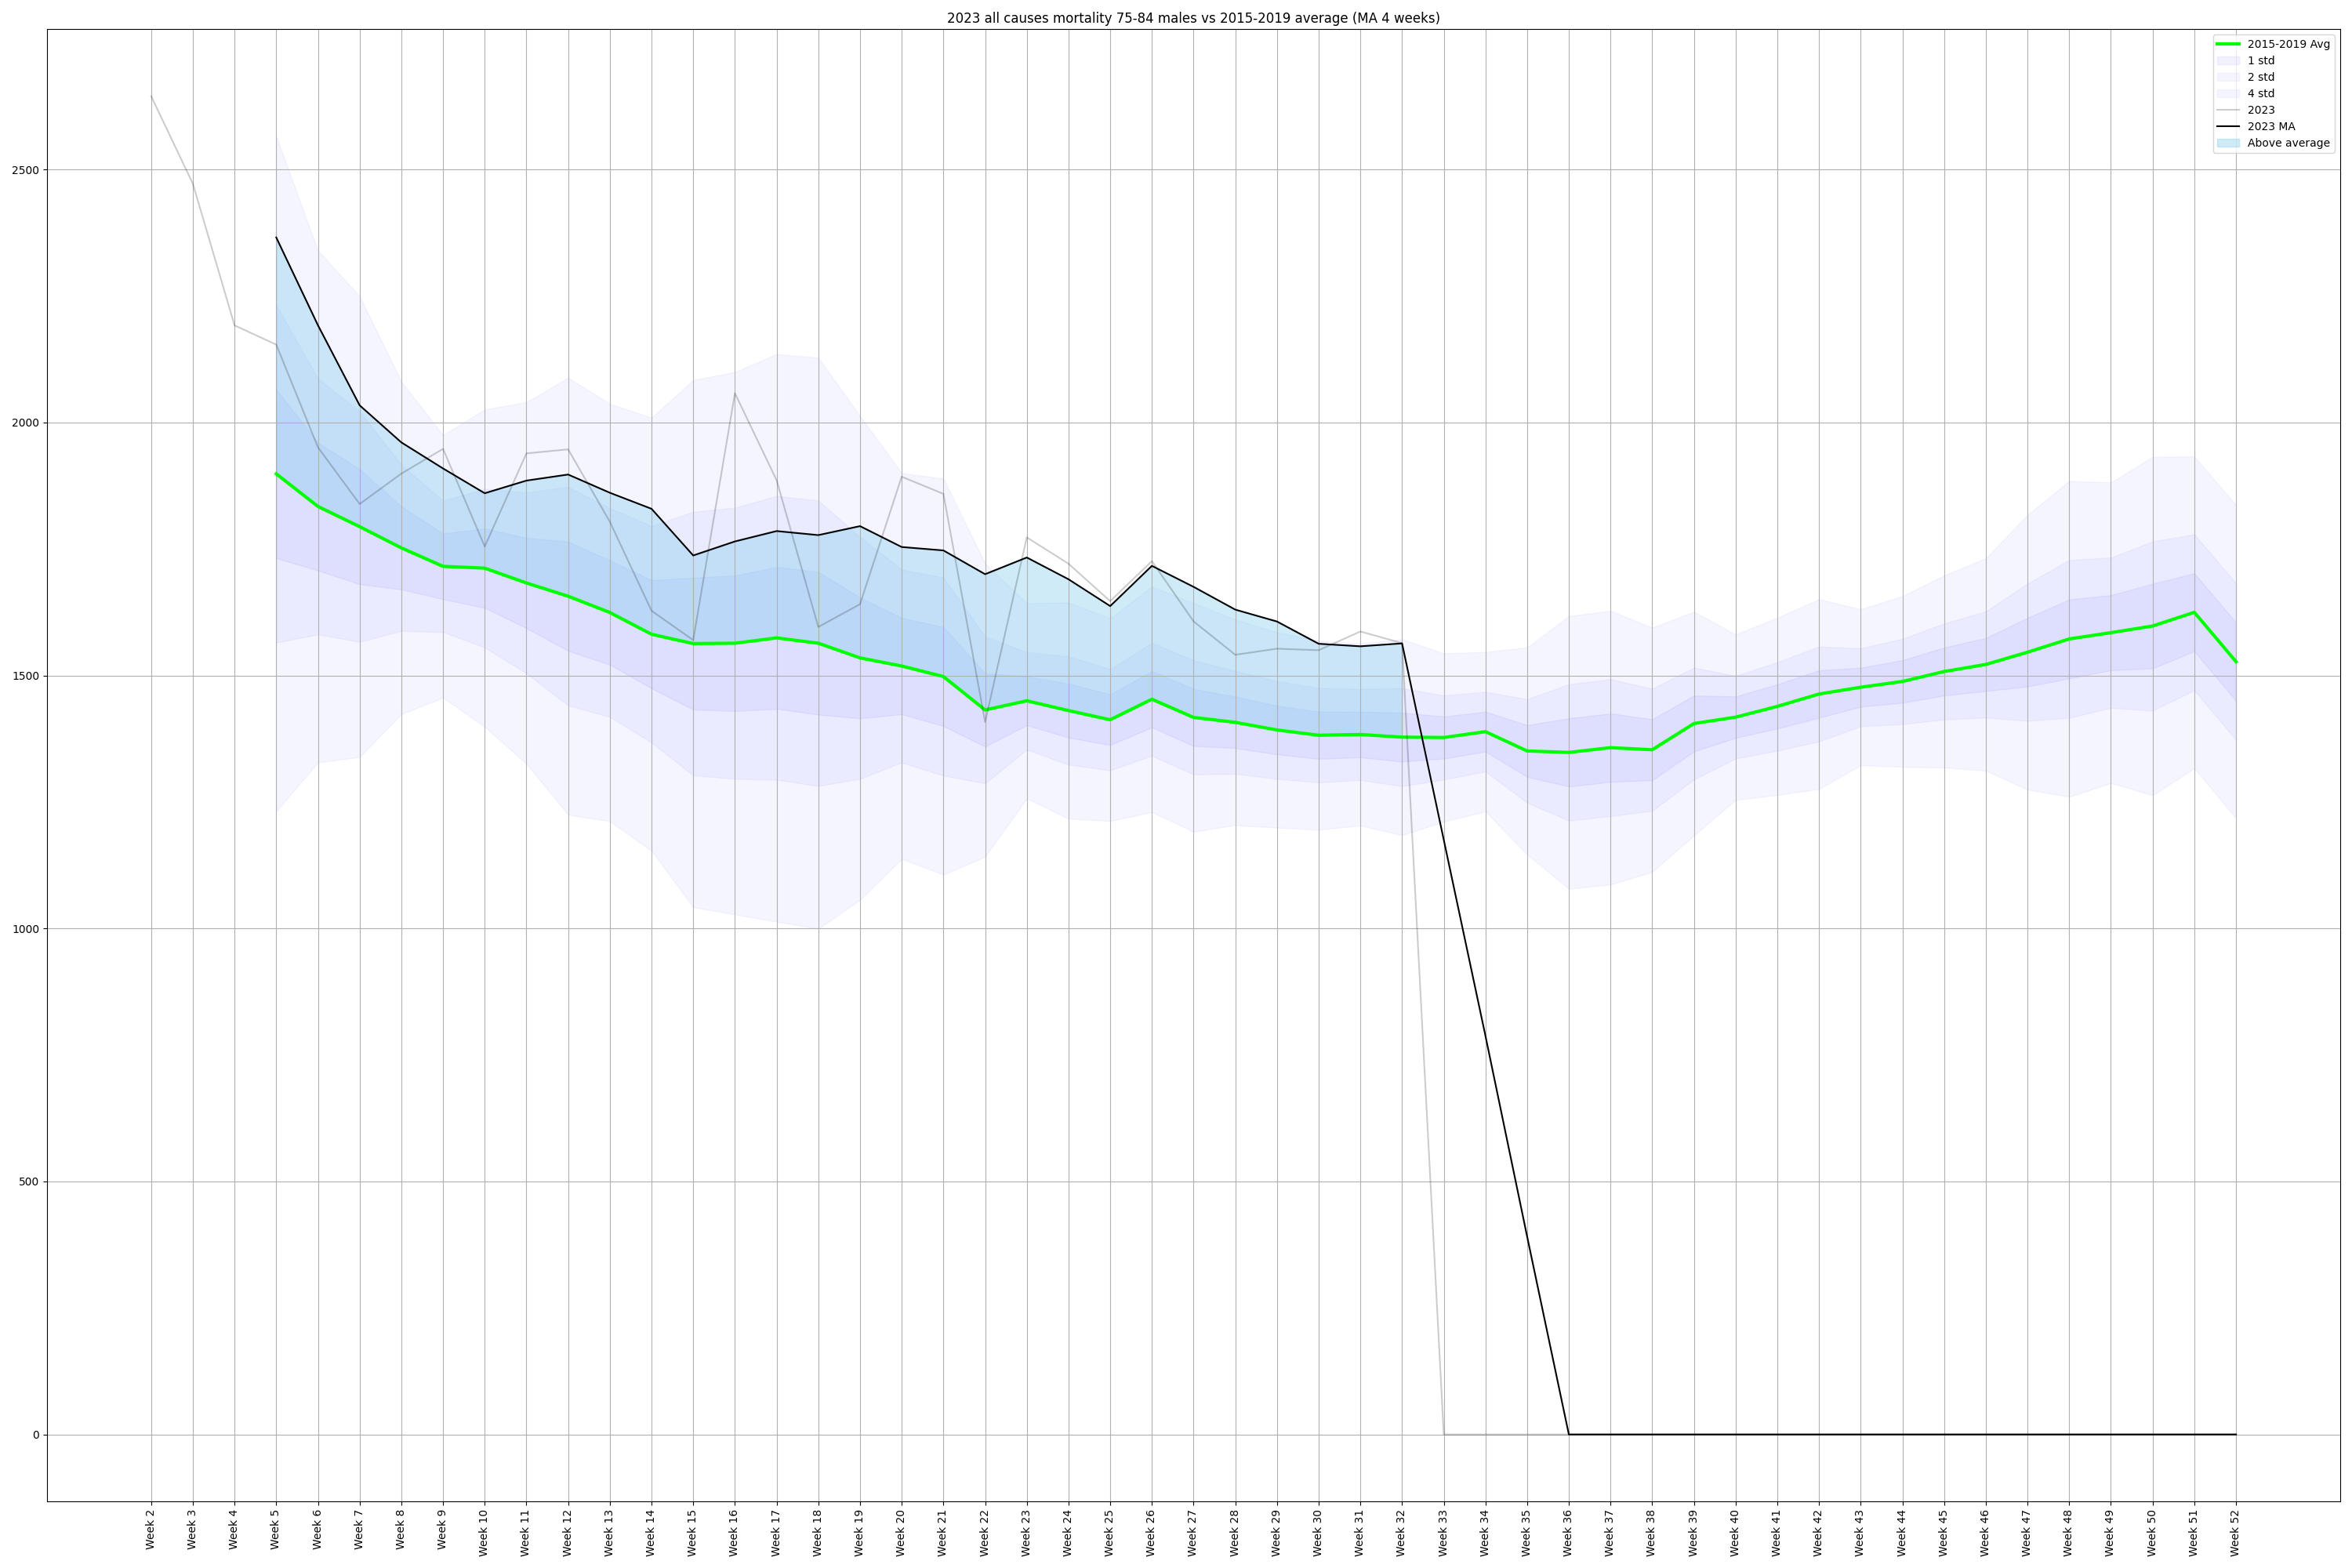 2023 all causes mortality 75-84 males vs 2015-2019 average (MA 4 weeks)
2015-2019 Avg
1 std
2 std
4 std
2023
2023 MA
Above average
2500
2000
1500
1000
500
0
Week 2
Week 3
Week 4
Week 5
Week 6
Week 7
Week 8
Week 9
Week 10
Week 11
Week 12
Week 13
Week 14
Week 15
Week 16
Week 17
Week 18
Week 19
Week 20
Week 21
Week 22
Week 23
Week 24
Week 25
Week 26
Week 27
Week 28
Week 29
Week 30
Week 31
Week 32
Week 33
Week 34
Week 35
Week 36
Week 37
Week 38
Week 39
Week 40
Week 41
Week 42
Week 43
Week 44
Week 45
Week 46
Week 47
Week 48
Week 49
Week 50
Week 51
Week 52